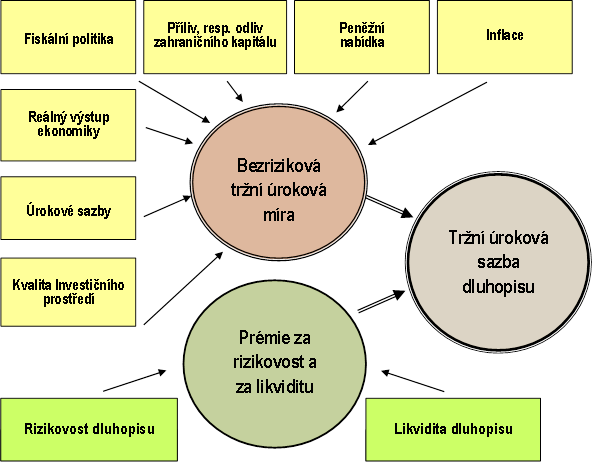 Fiskální politika
Příliv, resp. odliv
zahraničního kapitálu
Peněžní
nabídka
Inflace
Reálný výstup
ekonomiky
Bezriziková
tržní úroková
míra
Úrokové sazby
Tržní úroková
sazba
dluhopisu
Kvalita Investičního
prostředí
Prémie za
rizikovost a
za likviditu
Rizikovost dluhopisu
Likvidita dluhopisu